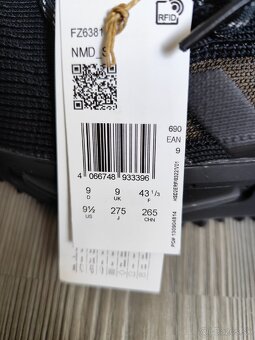 RFID
FZ6381
NMD_S
690
EAN
9
4 066748 933396
9 9 43 1/3
D UK F
9½ 275 265
US J CHN